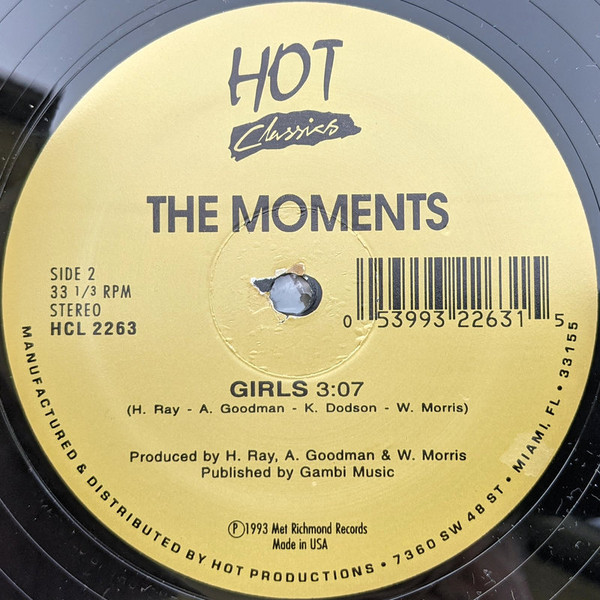 HOT
Classics
THE MOMENTS
SIDE 2
33 1/3 RPM
STEREO
HCL 2263
0 53993 22631 5
GIRLS 3:07
(H. Ray - A. Goodman - K. Dodson - W. Morris)
Produced by H. Ray, A. Goodman & W. Morris
Published by Gambi Music
℗1993 Met Richmond Records
Made in USA
MANUFACTURED & DISTRIBUTED BY HOT PRODUCTIONS • 7360 SW 48 ST • MIAMI, FL • 33155